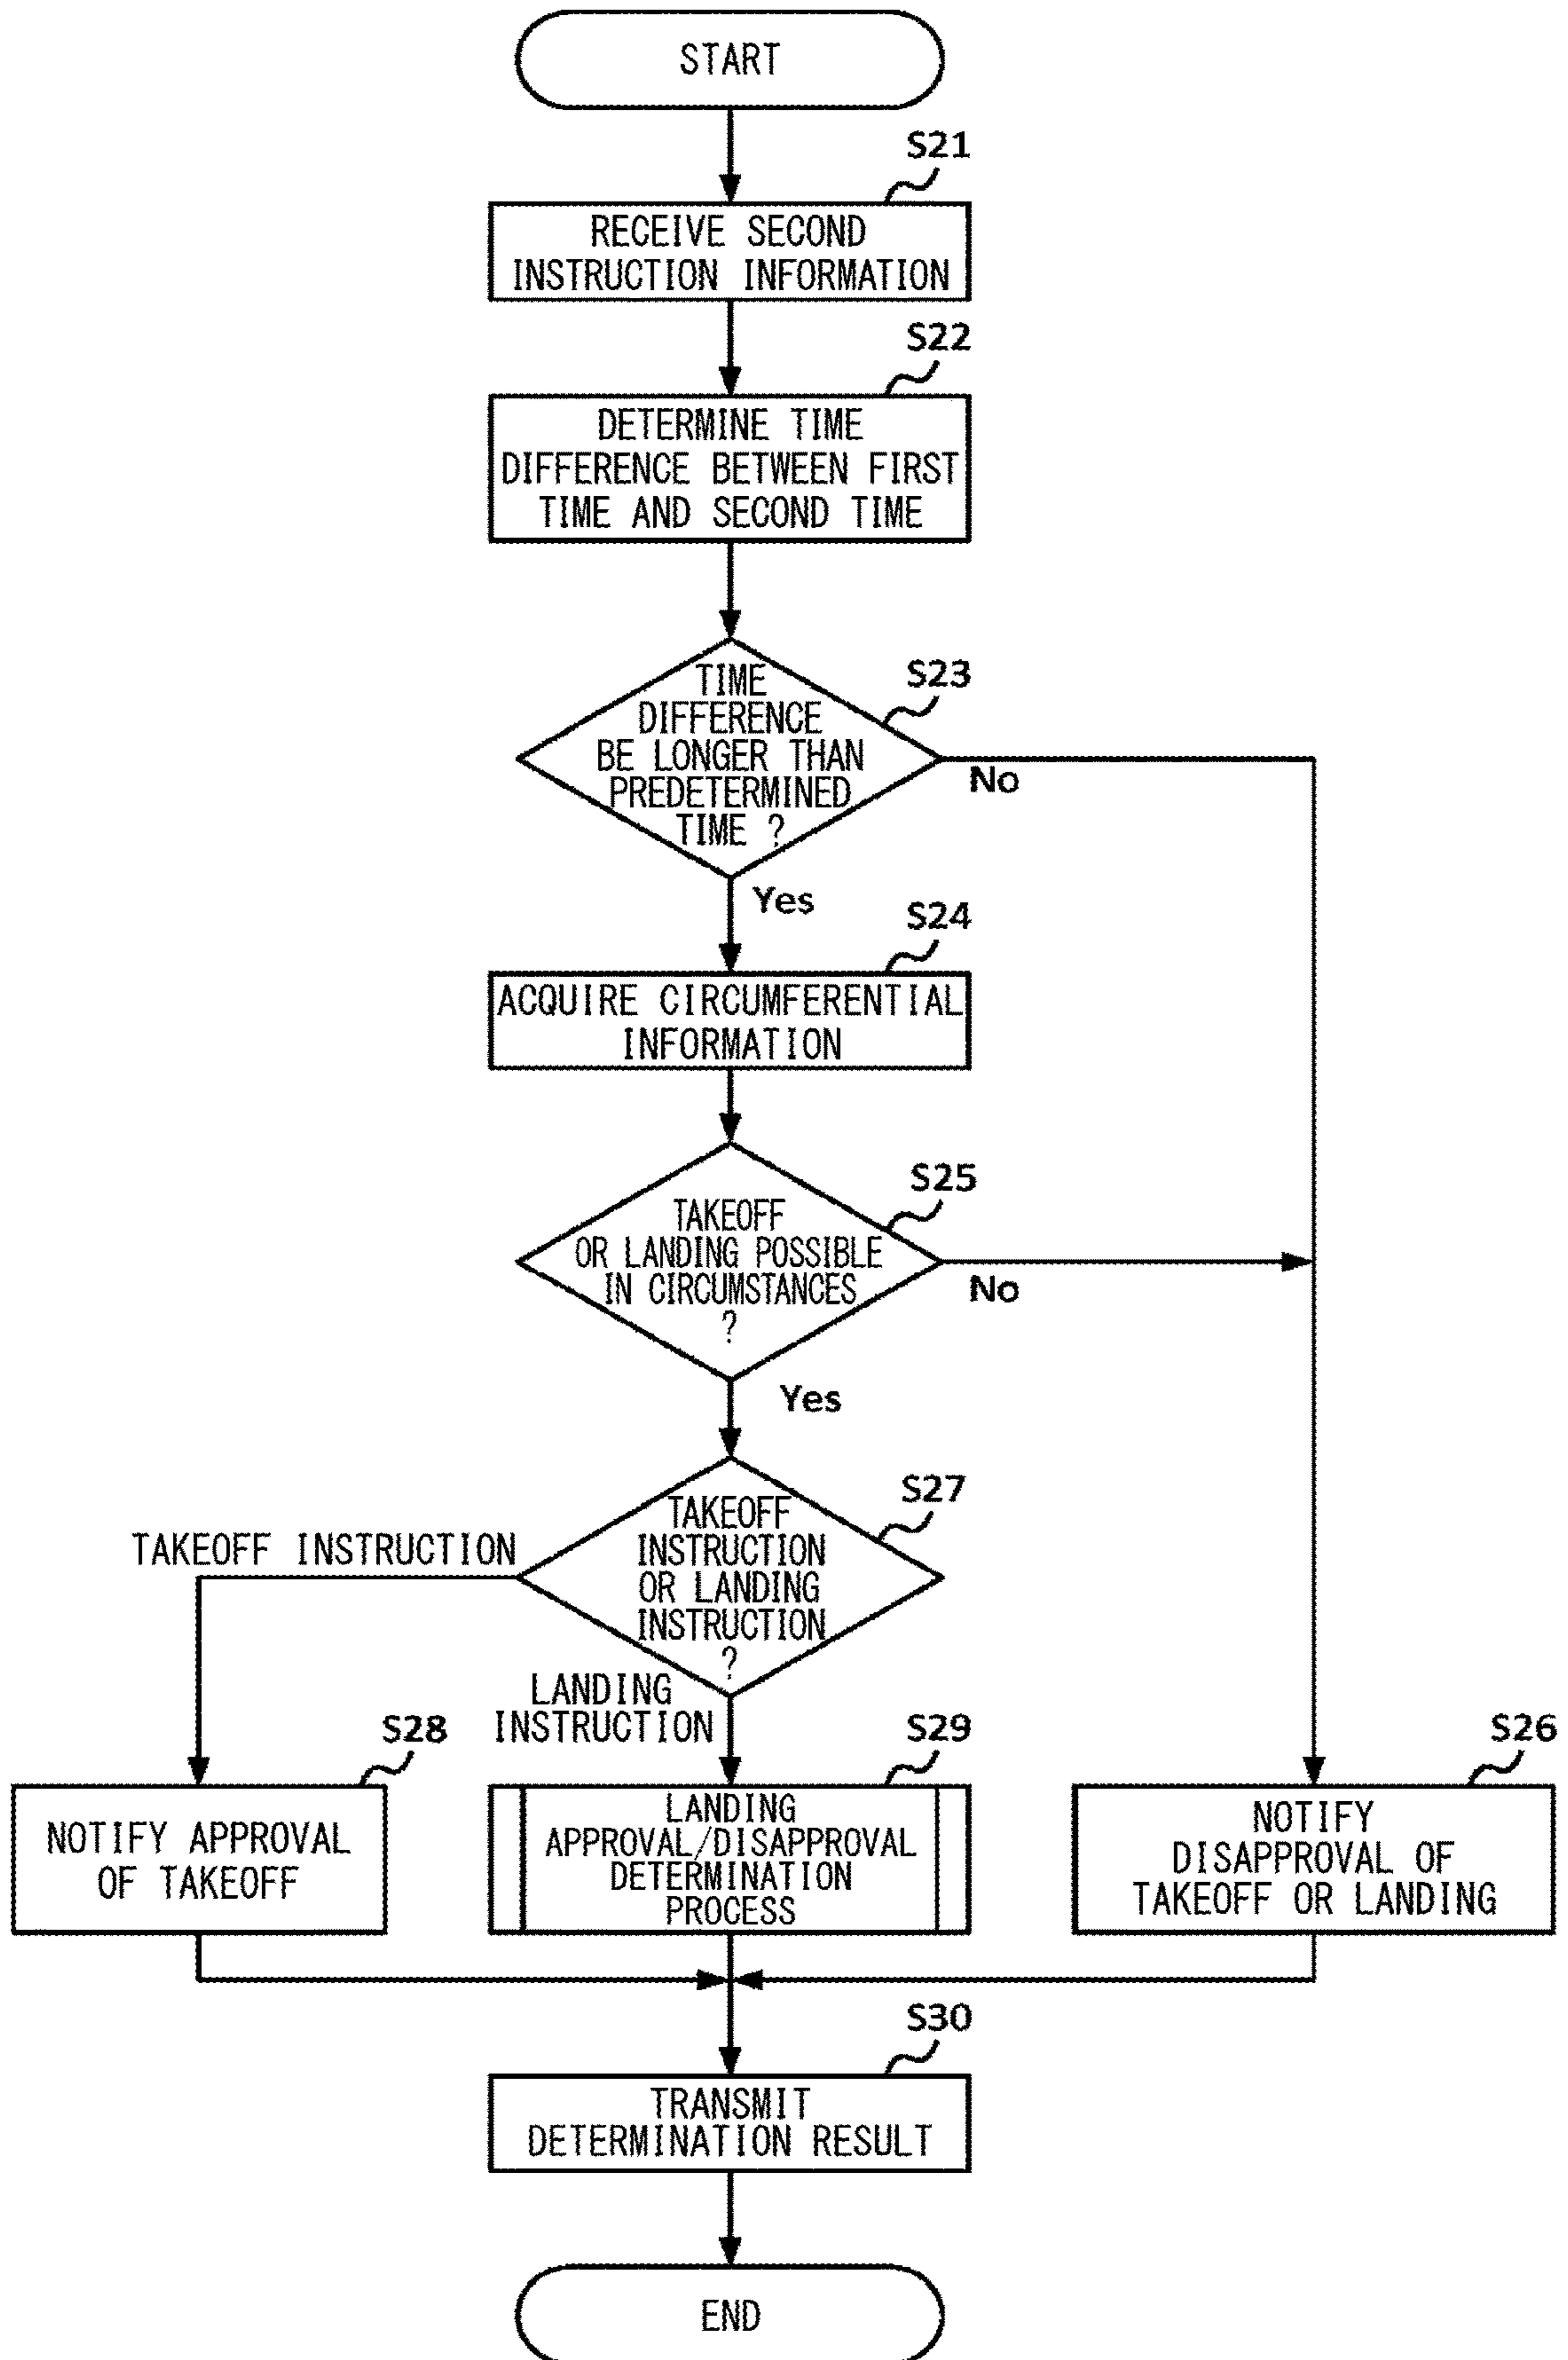 START
S21
RECEIVE SECOND
INSTRUCTION INFORMATION
S22
DETERMINE TIME
DIFFERENCE BETWEEN FIRST
TIME AND SECOND TIME
S23
TIME
DIFFERENCE
BE LONGER THAN
PREDETERMINED
TIME ?
No
Yes
S24
ACQUIRE CIRCUMFERENTIAL
INFORMATION
S25
TAKEOFF
OR LANDING POSSIBLE
IN CIRCUMSTANCES
?
No
Yes
S27
TAKEOFF
INSTRUCTION
OR LANDING
INSTRUCTION
?
TAKEOFF INSTRUCTION
LANDING
INSTRUCTION
S28
NOTIFY APPROVAL
OF TAKEOFF
S29
LANDING
APPROVAL/DISAPPROVAL
DETERMINATION
PROCESS
S26
NOTIFY
DISAPPROVAL OF
TAKEOFF OR LANDING
S30
TRANSMIT
DETERMINATION RESULT
END